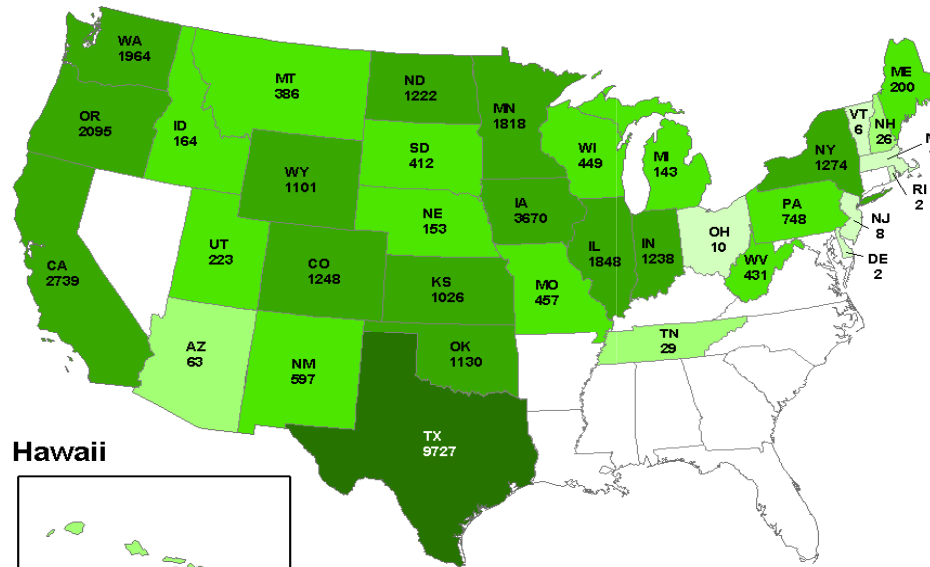 WA
1964
OR
2095
CA
2739
ID
164
MT
386
WY
1101
UT
223
AZ
63
NM
597
CO
1248
ND
1222
SD
412
NE
153
KS
1026
OK
1130
TX
9727
MN
1818
IA
3670
MO
457
WI
449
IL
1848
MI
143
IN
1238
OH
10
TN
29
WV
431
PA
748
NY
1274
VT
6
NH
26
ME
200
RI
2
NJ
8
DE
2
Hawaii